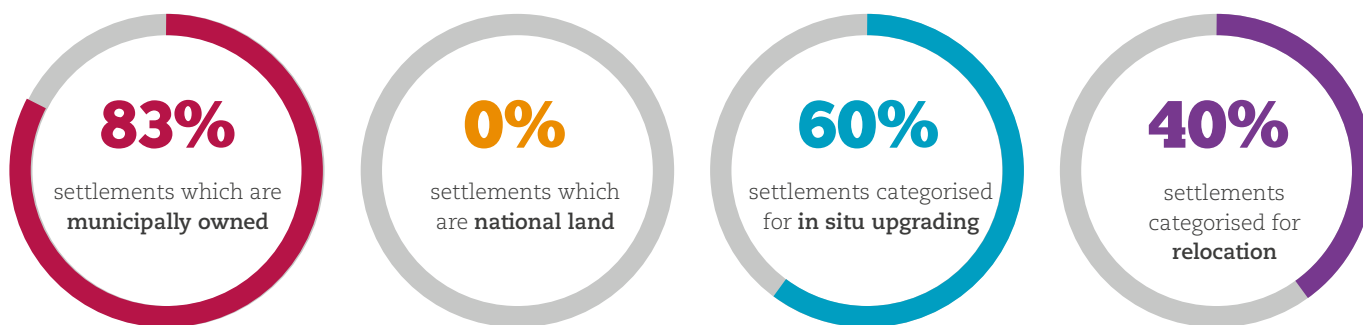 83%
settlements which are
municipally owned
0%
settlements which
are national land
60%
settlements categorised
for in situ upgrading
40%
settlements
categorised for
relocation